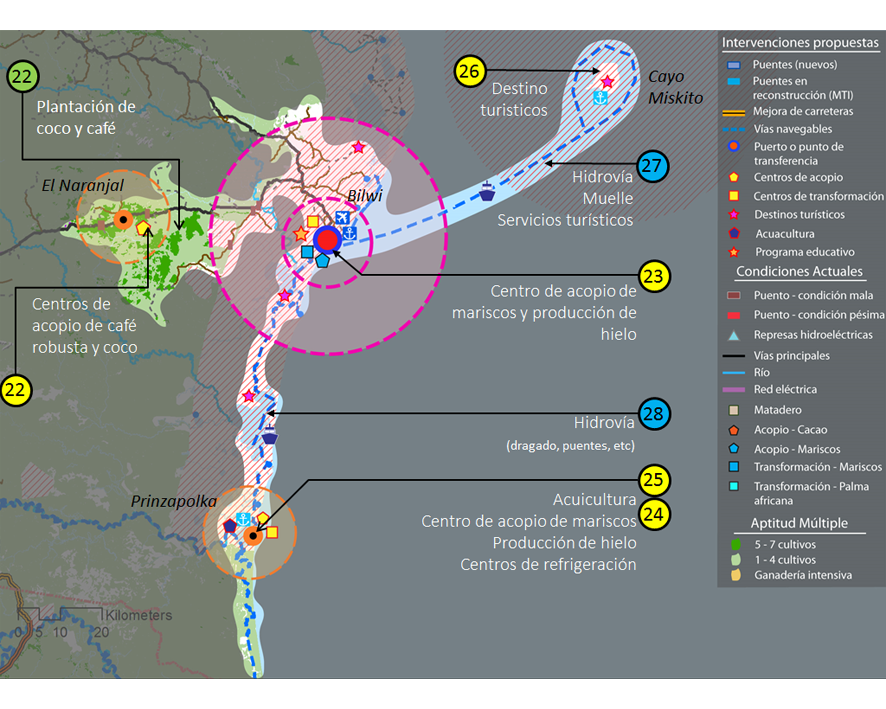 22
Plantación de
coco y café
El Naranjal
Centros de
acopio de café
robusta y coco
22
Bilwi
26
Destino
turisticos
Cayo
Miskito
27
Hidrovía
Muelle
Servicios turísticos
23
Centro de acopio de
mariscos y producción de
hielo
28
Hidrovía
(dragado, puentes, etc)
Prinzapolka
25
Acuicultura
24
Centro de acopio de mariscos
Producción de hielo
Centros de refrigeración
Kilometers
0 5 10 20
Intervenciones propuestas
Puentes (nuevos)
Puentes en
reconstrucción (MTI)
Mejora de carreteras
Vías navegables
Puerto o punto de
transferencia
Centros de acopio
Centros de transformación
Destinos turísticos
Acuacultura
Programa educativo
Condiciones Actuales
Puento - condición mala
Puento - condición pésima
Represas hidroeléctricas
Vías principales
Río
Red eléctrica
Matadero
Acopio - Cacao
Acopio - Mariscos
Transformación - Mariscos
Transformación - Palma
africana
Aptitud Múltiple
5 - 7 cultivos
1 - 4 cultivos
Ganadería intensiva